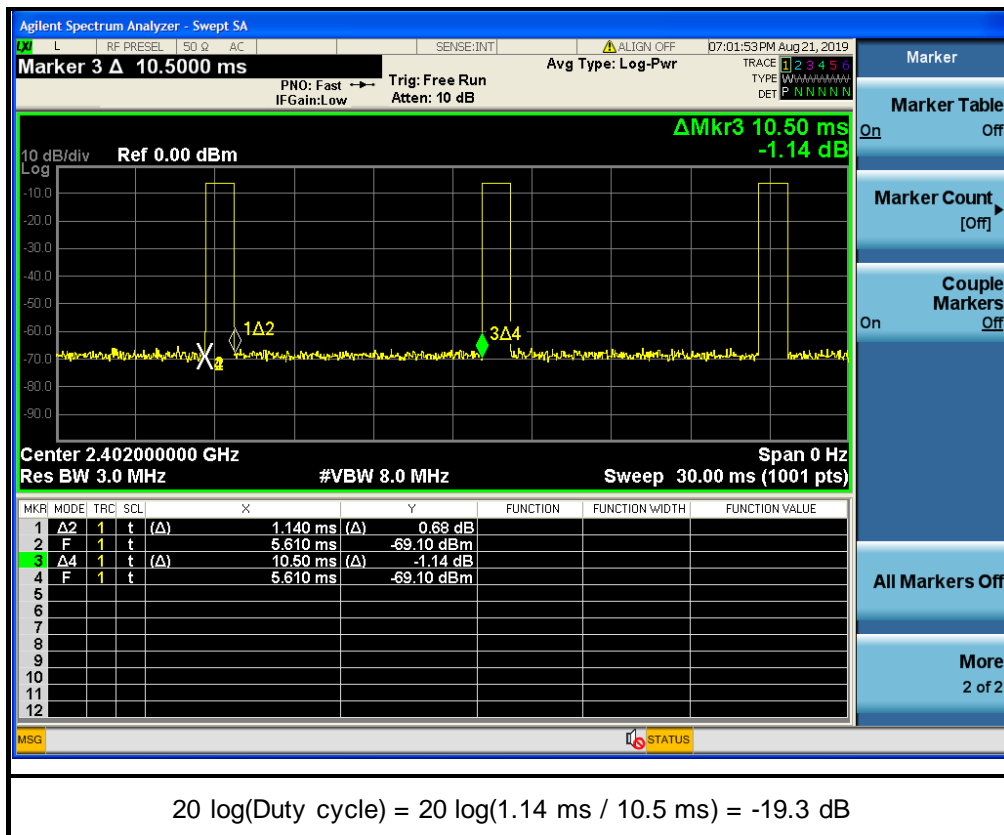 Agilent Spectrum Analyzer - Swept SA
LXI L RF PRESEL 50 Ω AC SENSE:INT ALIGN OFF 07:01:53 PM Aug 21, 2019
Marker 3 Δ 10.5000 ms
PNO: Fast
IFGain:Low
Trig: Free Run
Atten: 10 dB
Avg Type: Log-Pwr
TRACE 1 2 3 4 5 6
TYPE WWWWWW
DET P N N N N N
ΔMkr3 10.50 ms
-1.14 dB
10 dB/div Ref 0.00 dBm
Log
-10.0
-20.0
-30.0
-40.0
-50.0
-60.0
-70.0
-80.0
-90.0
1Δ2
3Δ4
Center 2.402000000 GHz Span 0 Hz
Res BW 3.0 MHz #VBW 8.0 MHz Sweep 30.00 ms (1001 pts)
MKR MODE TRC SCL X Y FUNCTION FUNCTION WIDTH FUNCTION VALUE
1 Δ2 1 t (Δ) 1.140 ms (Δ) 0.68 dB
2 F 1 t 5.610 ms -69.10 dBm
3 Δ4 1 t (Δ) 10.50 ms (Δ) -1.14 dB
4 F 1 t 5.610 ms -69.10 dBm
5
6
7
8
9
10
11
12
MSG STATUS
Marker
Marker Table
On Off
Marker Count
[Off]
Couple
Markers
On Off
All Markers Off
More
2 of 2
20 log(Duty cycle) = 20 log(1.14 ms / 10.5 ms) = -19.3 dB